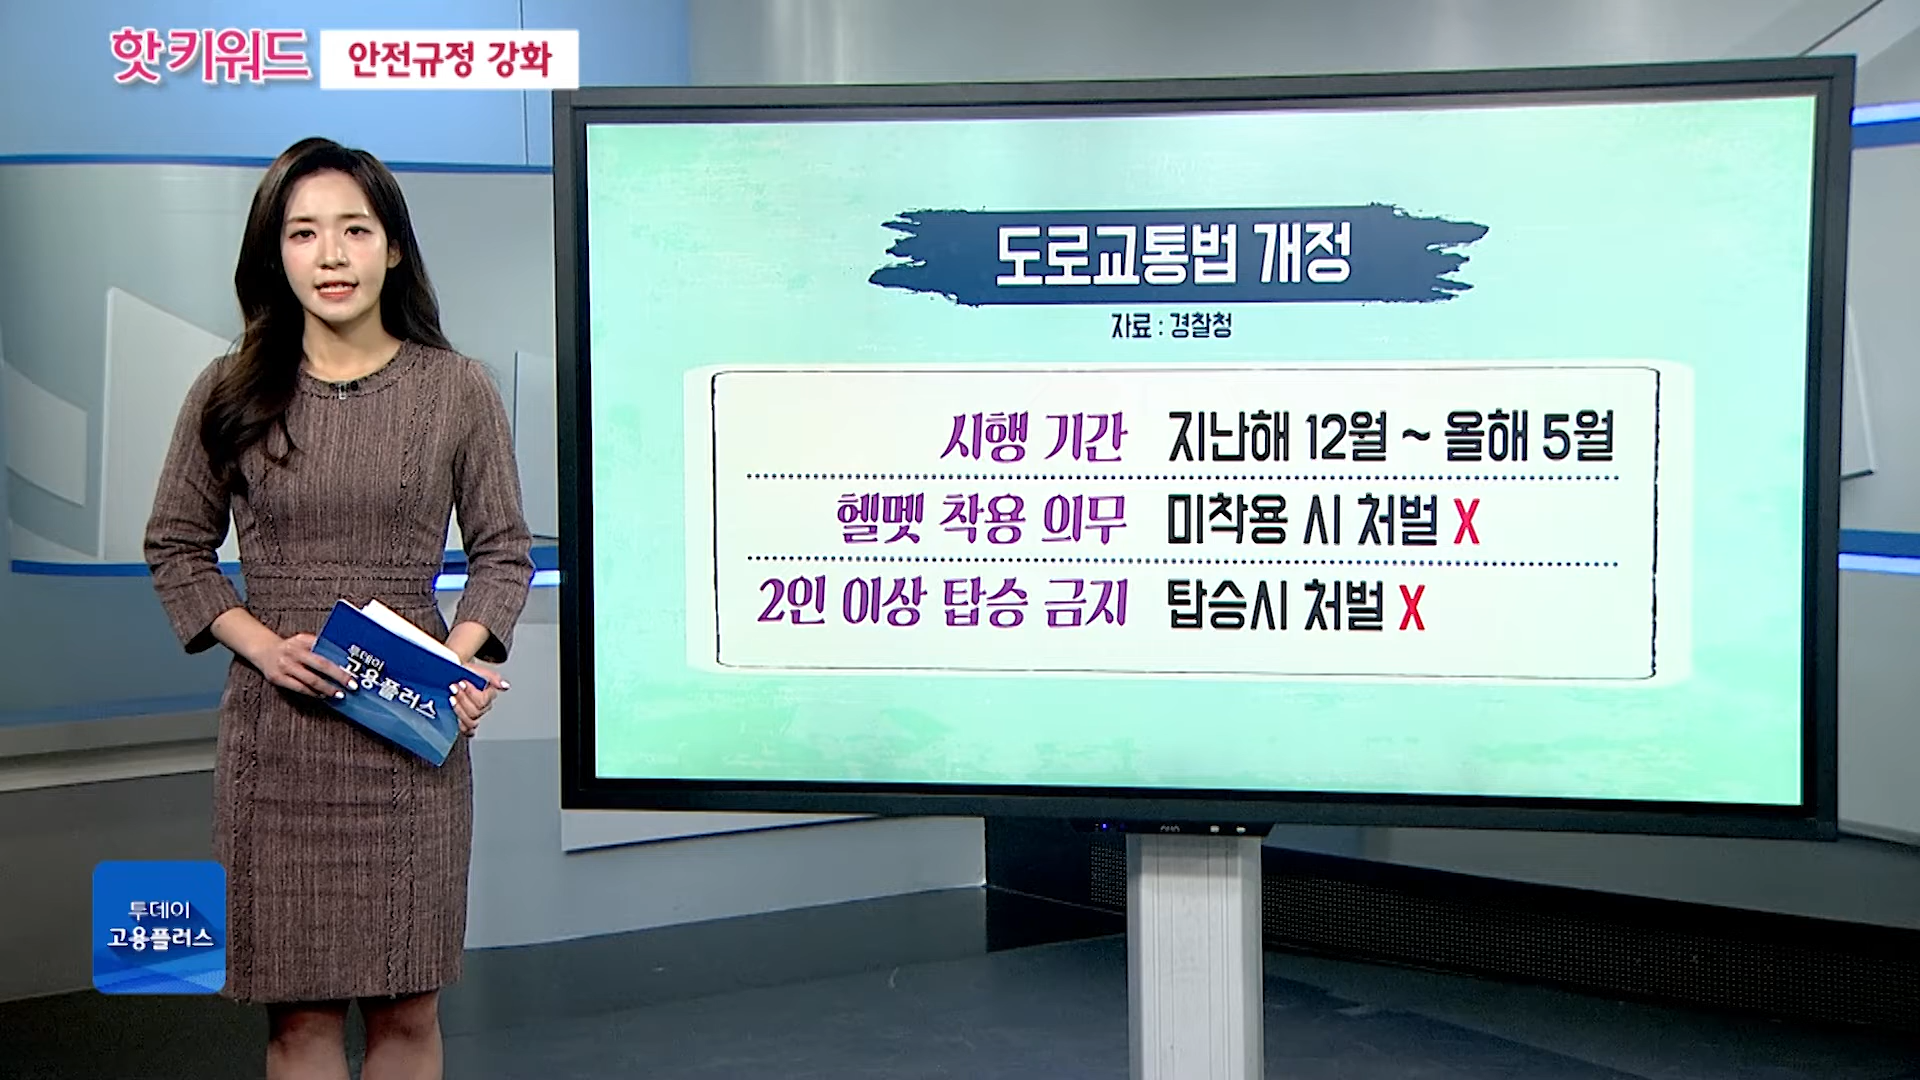 핫키워드 안전규정 강화
도로교통법 개정
자료 : 경찰청
시행 기간 지난해 12월 ~ 올해 5월
헬멧 착용 의무 미착용 시 처벌 X
2인 이상 탑승 금지 탑승시 처벌 X
투데이
고용플러스
투데이
고용플러스